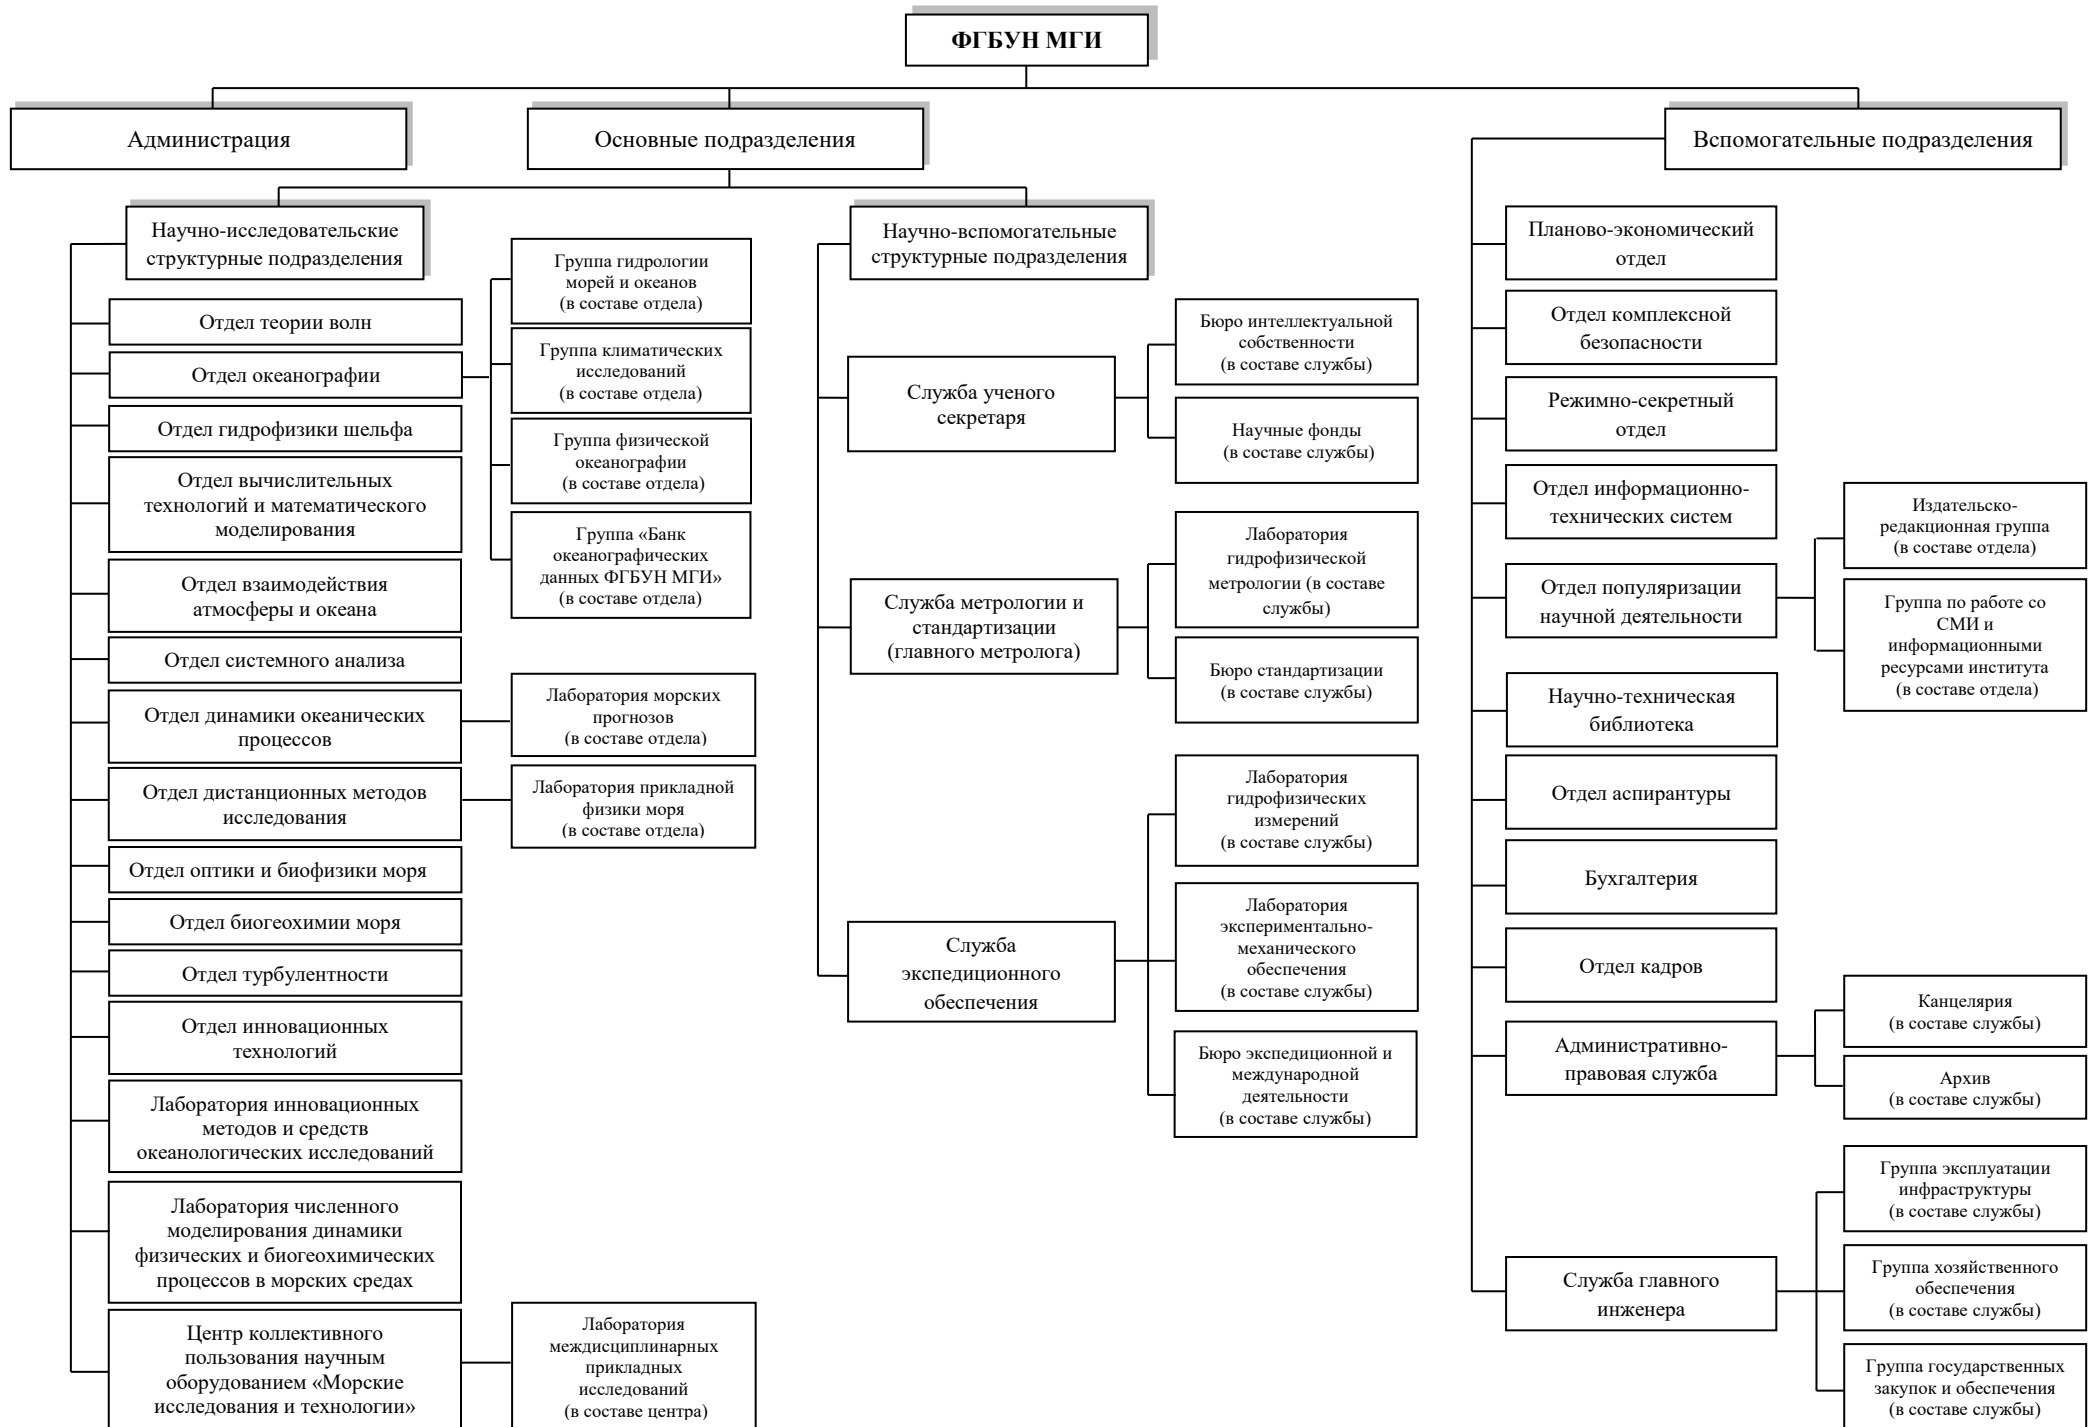 ФГБУН МГИ
Администрация
Основные подразделения
Вспомогательные подразделения
Научно-исследовательские
структурные подразделения
Отдел теории волн
Отдел океанографии
Отдел гидрофизики шельфа
Отдел вычислительных
технологий и математического
моделирования
Отдел взаимодействия
атмосферы и океана
Отдел системного анализа
Отдел динамики океанических
процессов
Отдел дистанционных методов
исследования
Отдел оптики и биофизики моря
Отдел биогеохимии моря
Отдел турбулентности
Отдел инновационных
технологий
Лаборатория инновационных
методов и средств
океанологических исследований
Лаборатория численного
моделирования динамики
физических и биогеохимических
процессов в морских средах
Центр коллективного
пользования научным
оборудованием «Морские
исследования и технологии»
Группа гидрологии
морей и океанов
(в составе отдела)
Группа климатических
исследований
(в составе отдела)
Группа физической
океанографии
(в составе отдела)
Группа «Банк
океанографических
данных ФГБУН МГИ»
(в составе отдела)
Лаборатория морских
прогнозов
(в составе отдела)
Лаборатория прикладной
физики моря
(в составе отдела)
Лаборатория
междисциплинарных
прикладных
исследований
(в составе центра)
Научно-вспомогательные
структурные подразделения
Служба ученого
секретаря
Служба метрологии и
стандартизации
(главного метролога)
Служба
экспедиционного
обеспечения
Бюро интеллектуальной
собственности
(в составе службы)
Научные фонды
(в составе службы)
Лаборатория
гидрофизической
метрологии (в составе
службы)
Бюро стандартизации
(в составе службы)
Лаборатория
гидрофизических
измерений
(в составе службы)
Лаборатория
экспериментально-
механического
обеспечения
(в составе службы)
Бюро экспедиционной и
международной
деятельности
(в составе службы)
Планово-экономический
отдел
Отдел комплексной
безопасности
Режимно-секретный
отдел
Отдел информационно-
технических систем
Отдел популяризации
научной деятельности
Научно-техническая
библиотека
Отдел аспирантуры
Бухгалтерия
Отдел кадров
Административно-
правовая служба
Служба главного
инженера
Издательско-
редакционная группа
(в составе отдела)
Группа по работе со
СМИ и
информационными
ресурсами института
(в составе отдела)
Канцелярия
(в составе службы)
Архив
(в составе службы)
Группа эксплуатации
инфраструктуры
(в составе службы)
Группа хозяйственного
обеспечения
(в составе службы)
Группа государственных
закупок и обеспечения
(в составе службы)